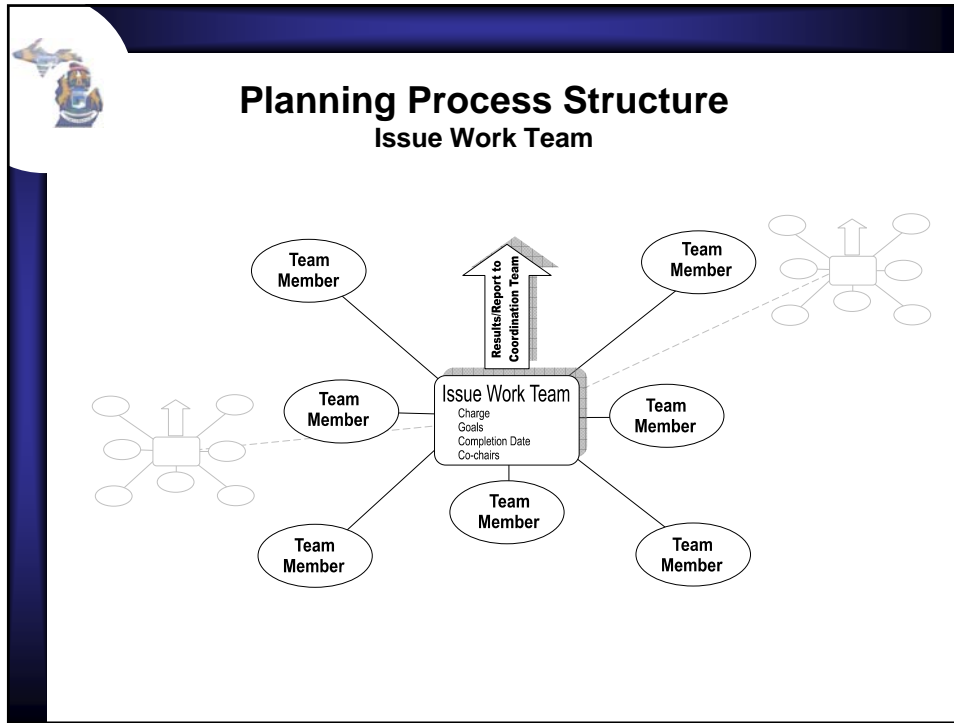 Planning Process Structure
Issue Work Team
Team
Member
Team
Member
Results/Report to
Coordination Team
Issue Work Team
Charge
Goals
Completion Date
Co-chairs
Team
Member
Team
Member
Team
Member
Team
Member
Team
Member